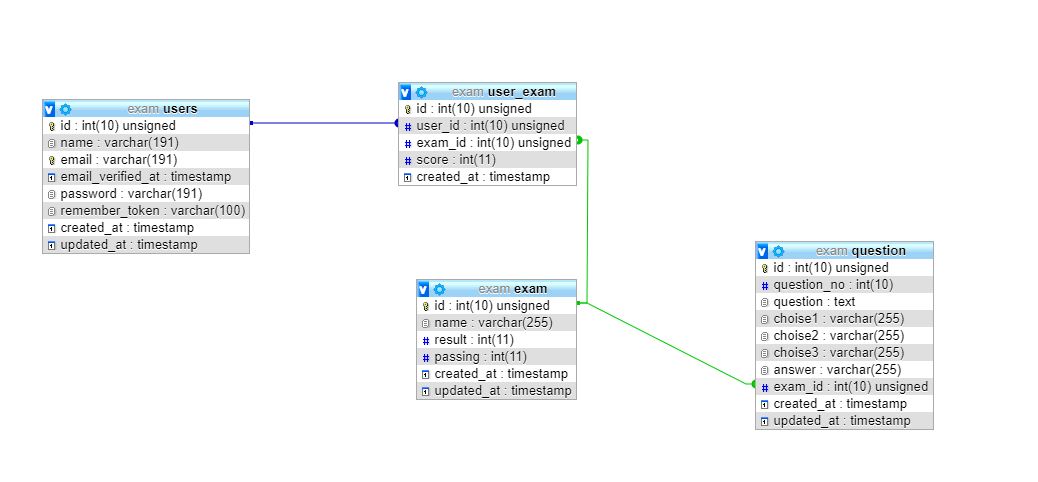 exam users
id : int(10) unsigned
name : varchar(191)
email : varchar(191)
email_verified_at : timestamp
password : varchar(191)
remember_token : varchar(100)
created_at : timestamp
updated_at : timestamp
exam user_exam
id : int(10) unsigned
user_id : int(10) unsigned
exam_id : int(10) unsigned
score : int(11)
created_at : timestamp
exam exam
id : int(10) unsigned
name : varchar(255)
result : int(11)
passing : int(11)
created_at : timestamp
updated_at : timestamp
exam question
id : int(10) unsigned
question_no : int(10)
question : text
choise1 : varchar(255)
choise2 : varchar(255)
choise3 : varchar(255)
answer : varchar(255)
exam_id : int(10) unsigned
created_at : timestamp
updated_at : timestamp